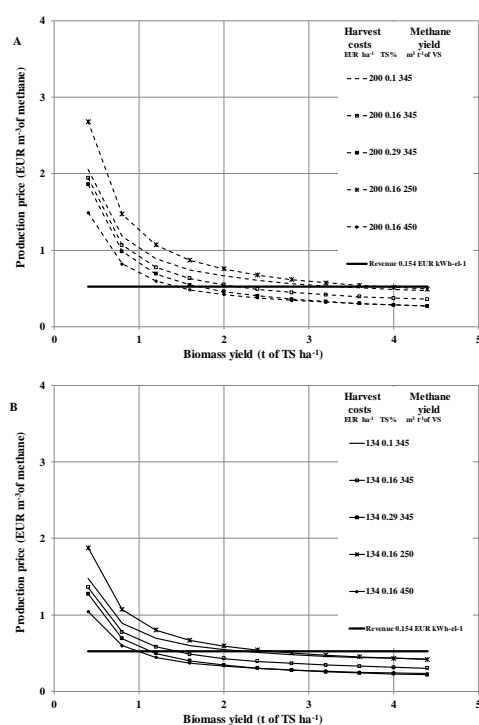 A
4
3
2
1
0
0 1 2 3 4 5
Production price (EUR m⁻³of methane)
Biomass yield (t of TS ha⁻¹)
Harvest Methane
costs yield
EUR ha⁻¹ TS% m³ t⁻¹of VS
200 0.1 345
200 0.16 345
200 0.29 345
200 0.16 250
200 0.16 450
Revenue 0.154 EUR kWh-el-1
B
4
3
2
1
0
0 1 2 3 4 5
Production price (EUR m⁻³of methane)
Biomass yield (t of TS ha⁻¹)
Harvest Methane
costs yield
EUR ha⁻¹ TS% m³ t⁻¹of VS
134 0.1 345
134 0.16 345
134 0.29 345
134 0.16 250
134 0.16 450
Revenue 0.154 EUR kWh-el-1